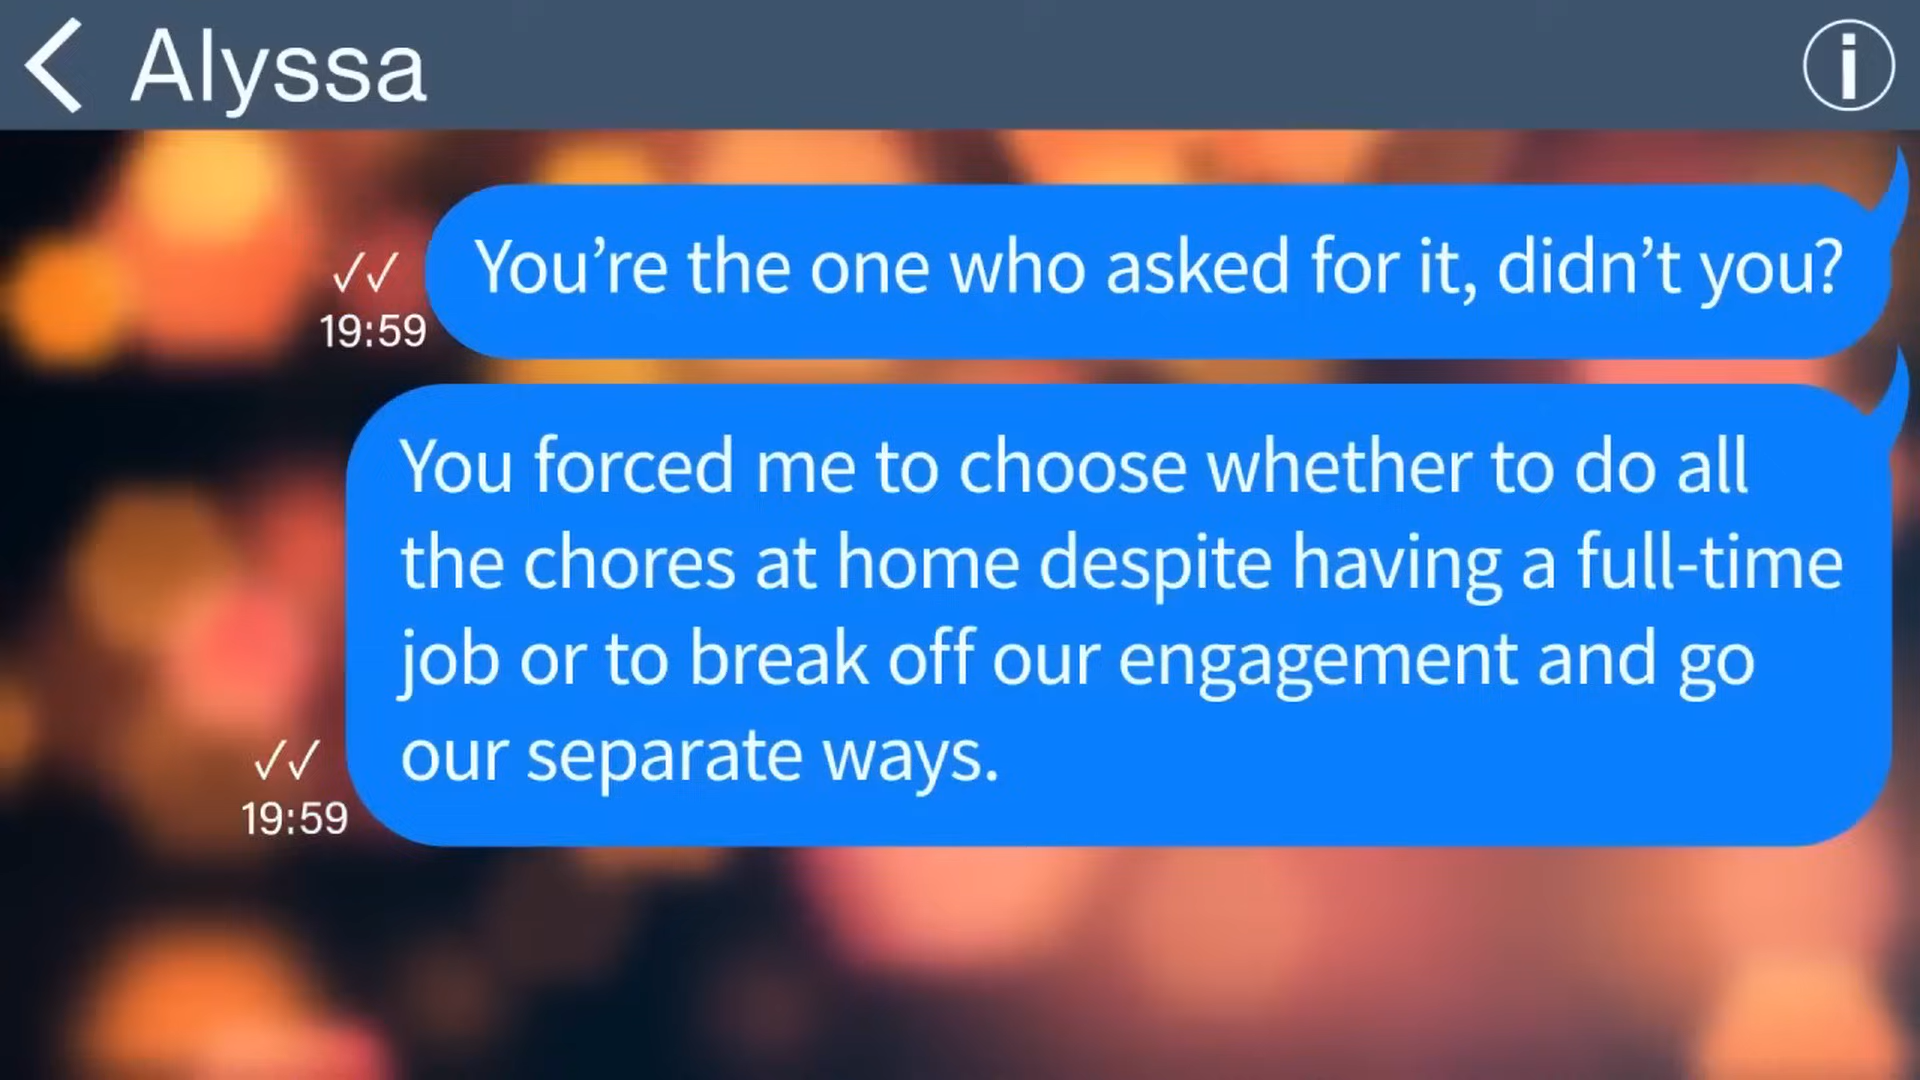 Alyssa
You’re the one who asked for it, didn’t you?
✓✓
19:59
You forced me to choose whether to do all
the chores at home despite having a full-time
job or to break off our engagement and go
our separate ways.
✓✓
19:59